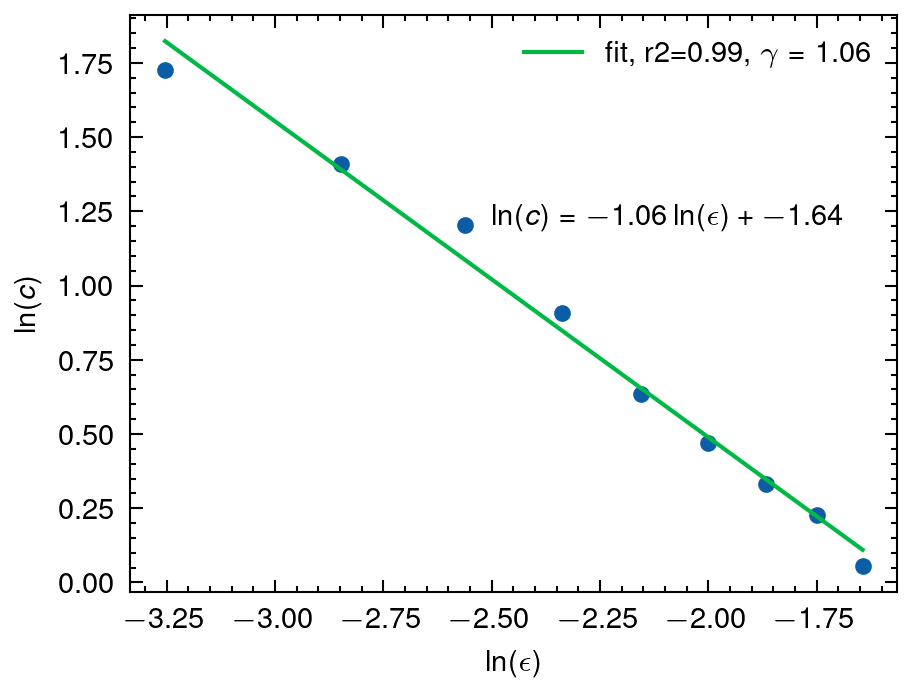 fit, r2=0.99, γ = 1.06
ln(c) = −1.06 ln(ϵ) + −1.64
ln(c)
1.75
1.50
1.25
1.00
0.75
0.50
0.25
0.00
−3.25 −3.00 −2.75 −2.50 −2.25 −2.00 −1.75
ln(ϵ)